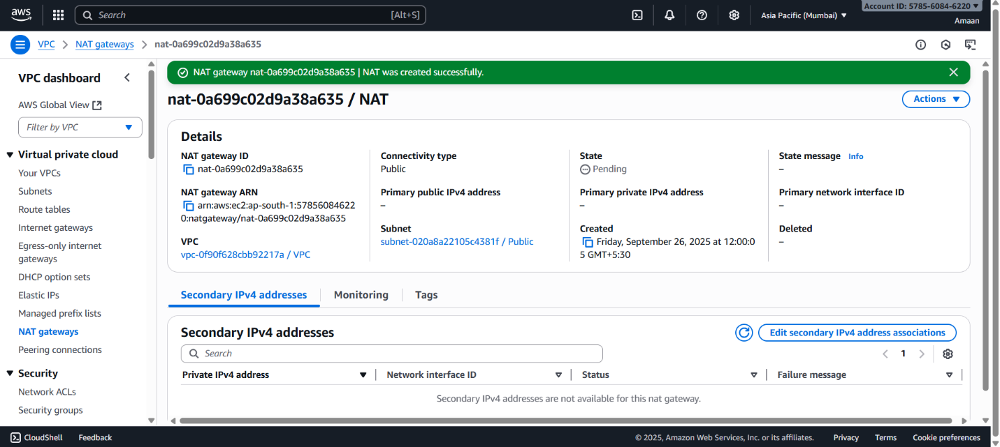 aws
Search [Alt+S]
Asia Pacific (Mumbai)
Account ID: 5785-6084-6220
Amaan
VPC
NAT gateways
nat-0a699c02d9a38a635
VPC dashboard
AWS Global View
Filter by VPC
Virtual private cloud
Your VPCs
Subnets
Route tables
Internet gateways
Egress-only internet
gateways
DHCP option sets
Elastic IPs
Managed prefix lists
NAT gateways
Peering connections
Security
Network ACLs
Security groups
NAT gateway nat-0a699c02d9a38a635 | NAT was created successfully.
nat-0a699c02d9a38a635 / NAT
Actions
Details
NAT gateway ID
nat-0a699c02d9a38a635
NAT gateway ARN
arn:aws:ec2:ap-south-1:57856084622
0:natgateway/nat-0a699c02d9a38a635
VPC
vpc-0f90f628cbb92217a / VPC
Connectivity type
Public
Primary public IPv4 address
–
Subnet
subnet-020a8a22105c4381f / Public
State
Pending
Primary private IPv4 address
–
Created
Friday, September 26, 2025 at 12:00:0
5 GMT+5:30
State message Info
–
Primary network interface ID
–
Deleted
–
Secondary IPv4 addresses
Monitoring
Tags
Secondary IPv4 addresses
Edit secondary IPv4 address associations
Search
1
Private IPv4 address
Network interface ID
Status
Failure message
Secondary IPv4 addresses are not available for this nat gateway.
CloudShell
Feedback
© 2025, Amazon Web Services, Inc. or its affiliates.
Privacy
Terms
Cookie preferences